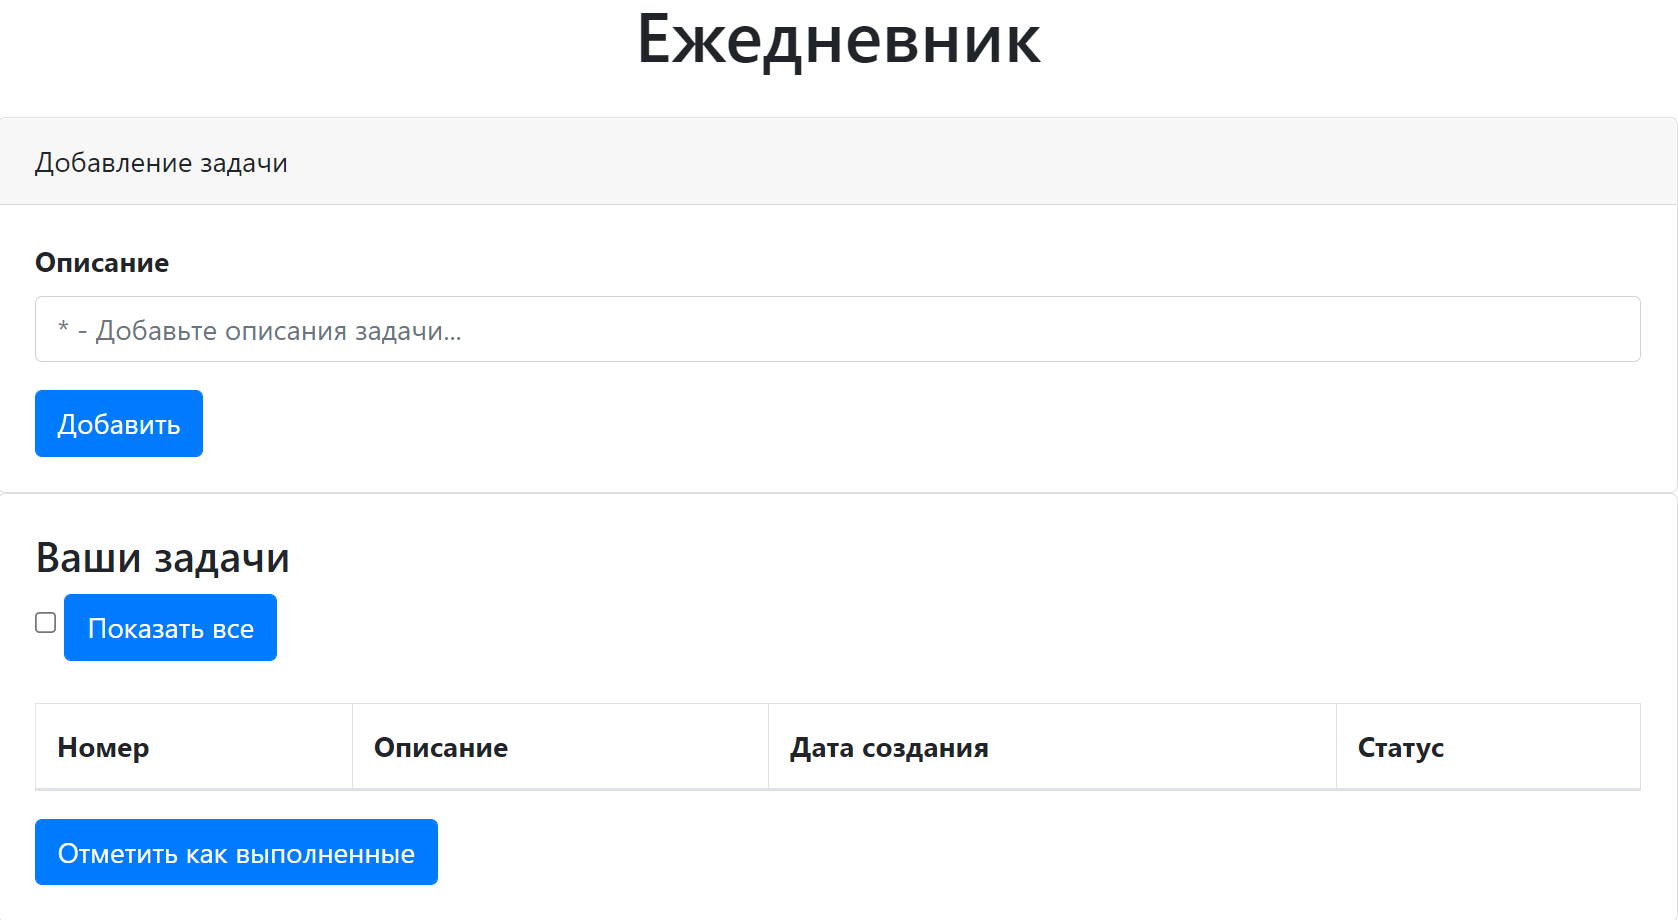 Ежедневник
Добавление задачи
Описание
* - Добавьте описания задачи...
Добавить
Ваши задачи
Показать все
Номер Описание Дата создания Статус
Отметить как выполненные